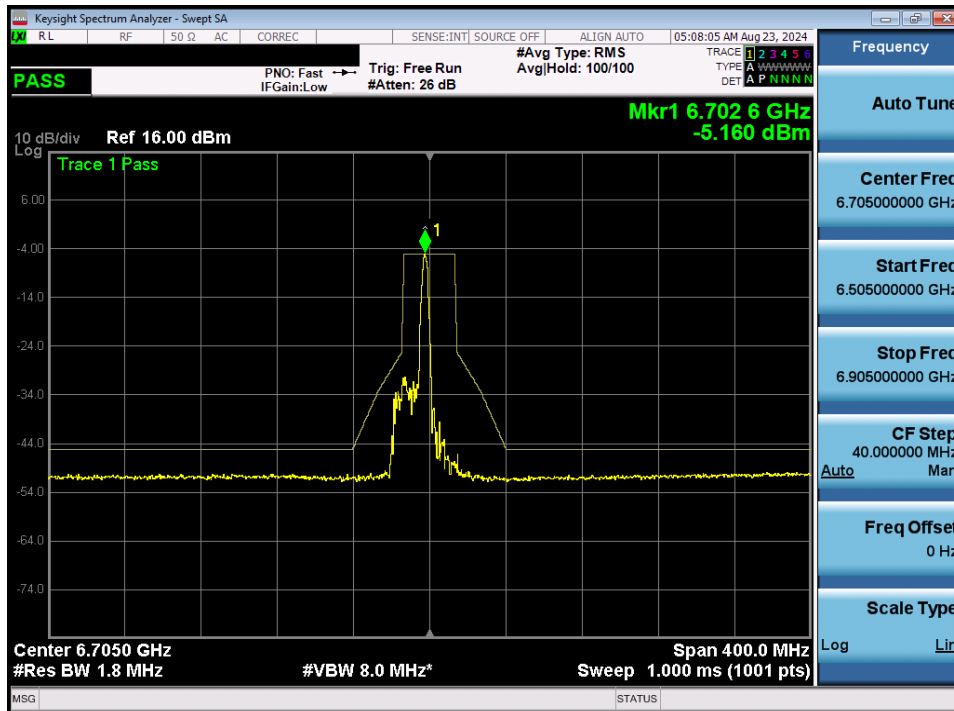 Keysight Spectrum Analyzer - Swept SA
LXI RL RF 50 Ω AC CORREC SENSE:INT SOURCE OFF ALIGN AUTO 05:08:05 AM Aug 23, 2024
PASS
PNO: Fast
IFGain:Low
Trig: Free Run
#Atten: 26 dB
#Avg Type: RMS
Avg|Hold: 100/100
TRACE 1 2 3 4 5 6
TYPE A WWWWW
DET A P N N N N
Mkr1 6.702 6 GHz
-5.160 dBm
10 dB/div Ref 16.00 dBm
Log
Trace 1 Pass
1
6.00
-4.00
-14.0
-24.0
-34.0
-44.0
-54.0
-64.0
-74.0
Center 6.7050 GHz Span 400.0 MHz
#Res BW 1.8 MHz #VBW 8.0 MHz* Sweep 1.000 ms (1001 pts)
MSG STATUS
Frequency
Auto Tune
Center Freq
6.705000000 GHz
Start Freq
6.505000000 GHz
Stop Freq
6.905000000 GHz
CF Step
40.000000 MHz
Auto Man
Freq Offset
0 Hz
Scale Type
Log Lin